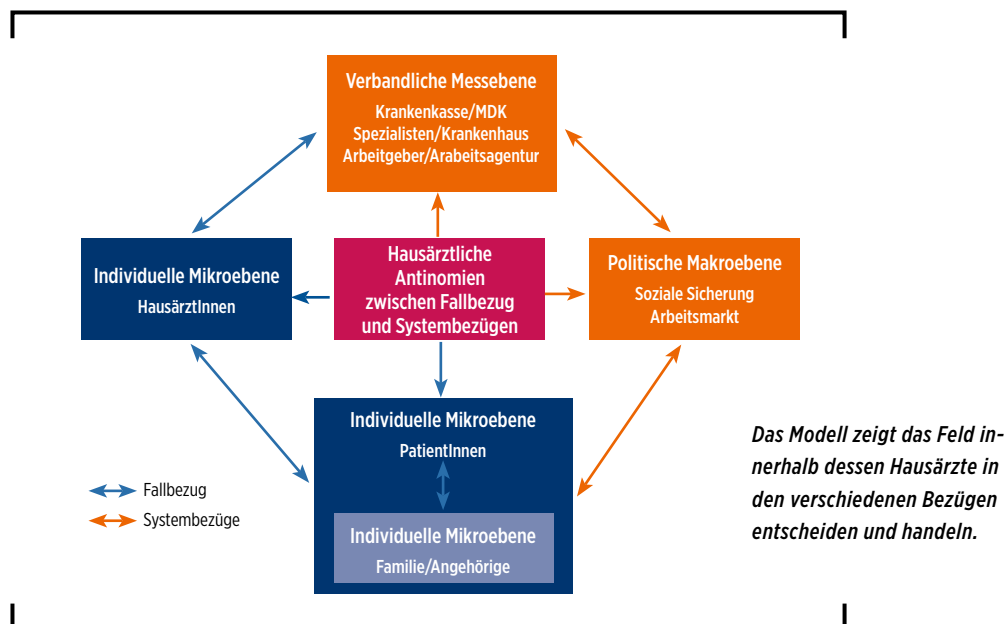 Verbandliche Messebene
Krankenkasse/MDK
Spezialisten/Krankenhaus
Arbeitgeber/Arabeitsagentur
Individuelle Mikroebene
HausärztInnen
Hausärztliche
Antinomien
zwischen Fallbezug
und Systembezügen
Politische Makroebene
Soziale Sicherung
Arbeitsmarkt
Individuelle Mikroebene
PatientInnen
Individuelle Mikroebene
Familie/Angehörige
Fallbezug
Systembezüge
Das Modell zeigt das Feld in-
nerhalb dessen Hausärzte in
den verschiedenen Bezügen
entscheiden und handeln.